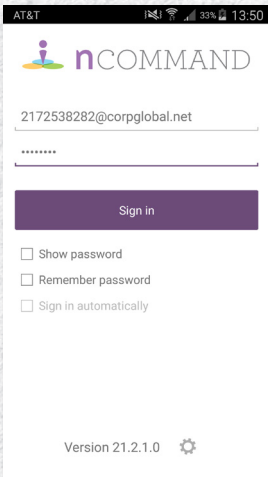 AT&T 33% 13:50
nCOMMAND
2172538282@corpglobal.net
........
Sign in
Show password
Remember password
Sign in automatically
Version 21.2.1.0